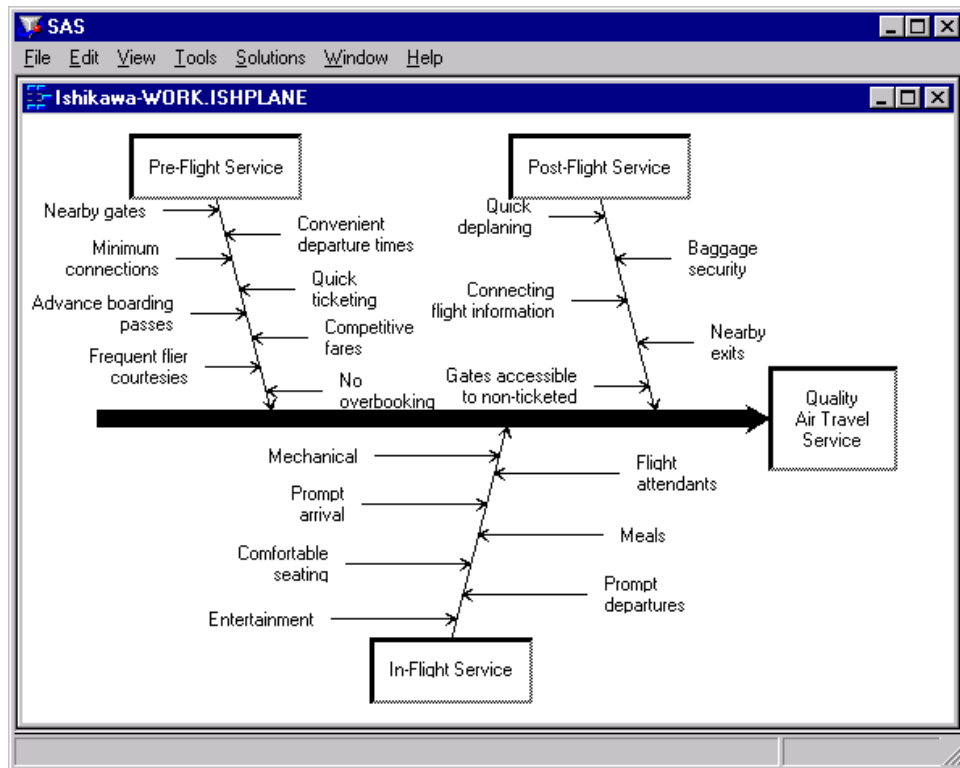 SAS
File Edit View Tools Solutions Window Help
Ishikawa-WORK.ISHPLANE
Pre-Flight Service
Nearby gates
Convenient
departure times
Minimum
connections
Quick
ticketing
Advance boarding
passes
Competitive
fares
Frequent flier
courtesies
No
overbooking
Post-Flight Service
Quick
deplaning
Baggage
security
Connecting
flight information
Nearby
exits
Gates accessible
to non-ticketed
Quality
Air Travel
Service
Mechanical
Flight
attendants
Prompt
arrival
Meals
Comfortable
seating
Prompt
departures
Entertainment
In-Flight Service